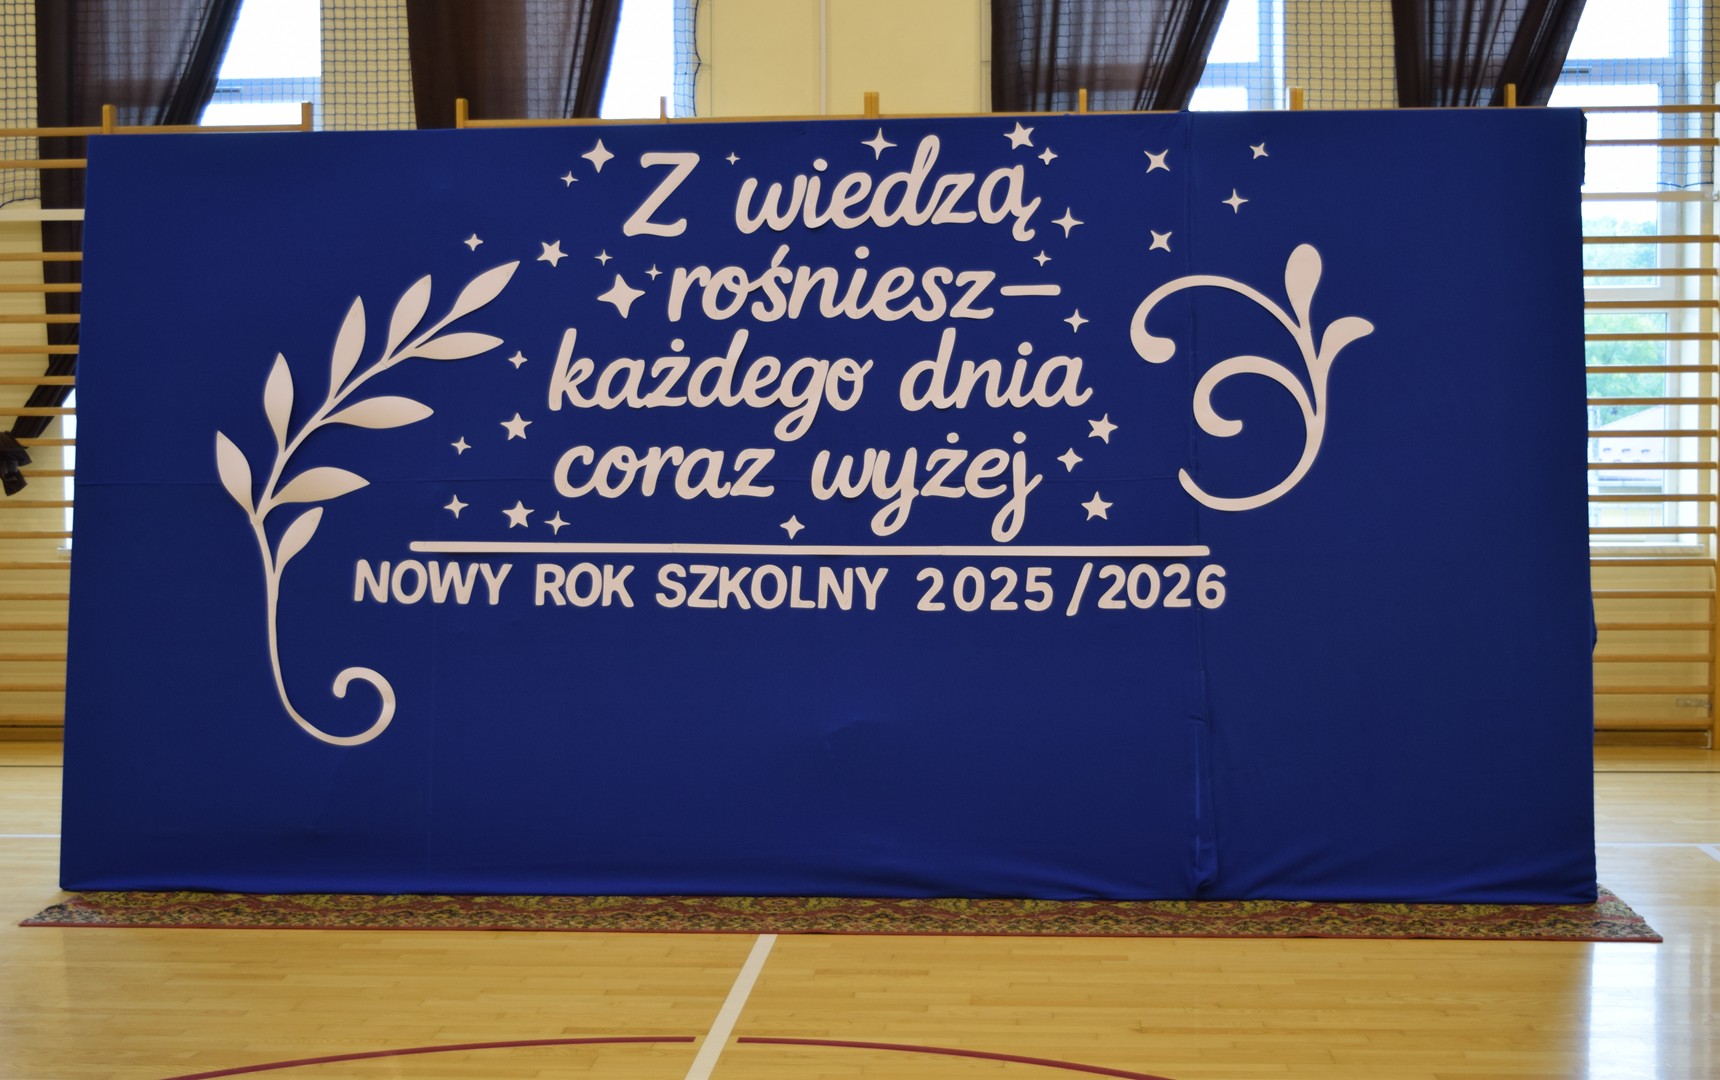 Z wiedzą
rośniesz—
każdego dnia
coraz wyżej
NOWY ROK SZKOLNY 2025/2026